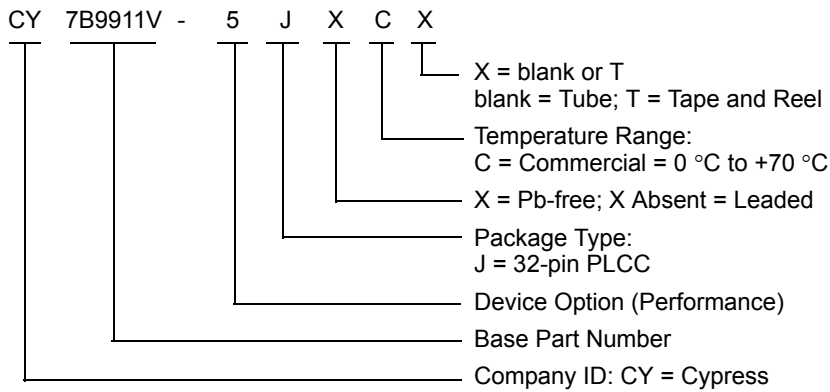 CY 7B9911V - 5 J X C X
X = blank or T
blank = Tube; T = Tape and Reel
Temperature Range:
C = Commercial = 0 °C to +70 °C
X = Pb-free; X Absent = Leaded
Package Type:
J = 32-pin PLCC
Device Option (Performance)
Base Part Number
Company ID: CY = Cypress